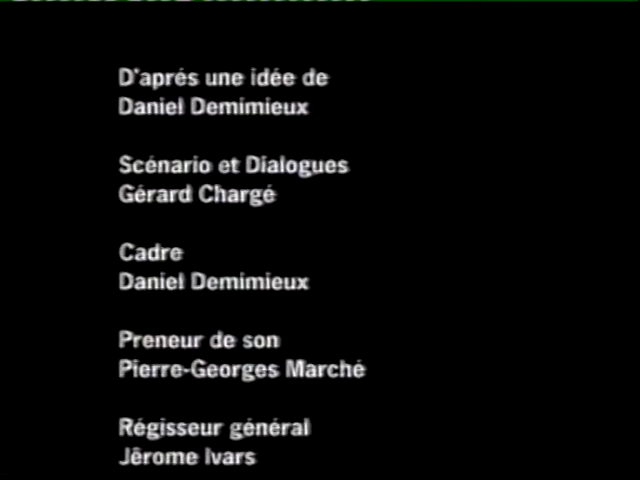 D'aprés une idée de
Daniel Demimieux
Scénario et Dialogues
Gérard Chargé
Cadre
Daniel Demimieux
Preneur de son
Pierre-Georges Marché
Régisseur général
Jêrome Ivars